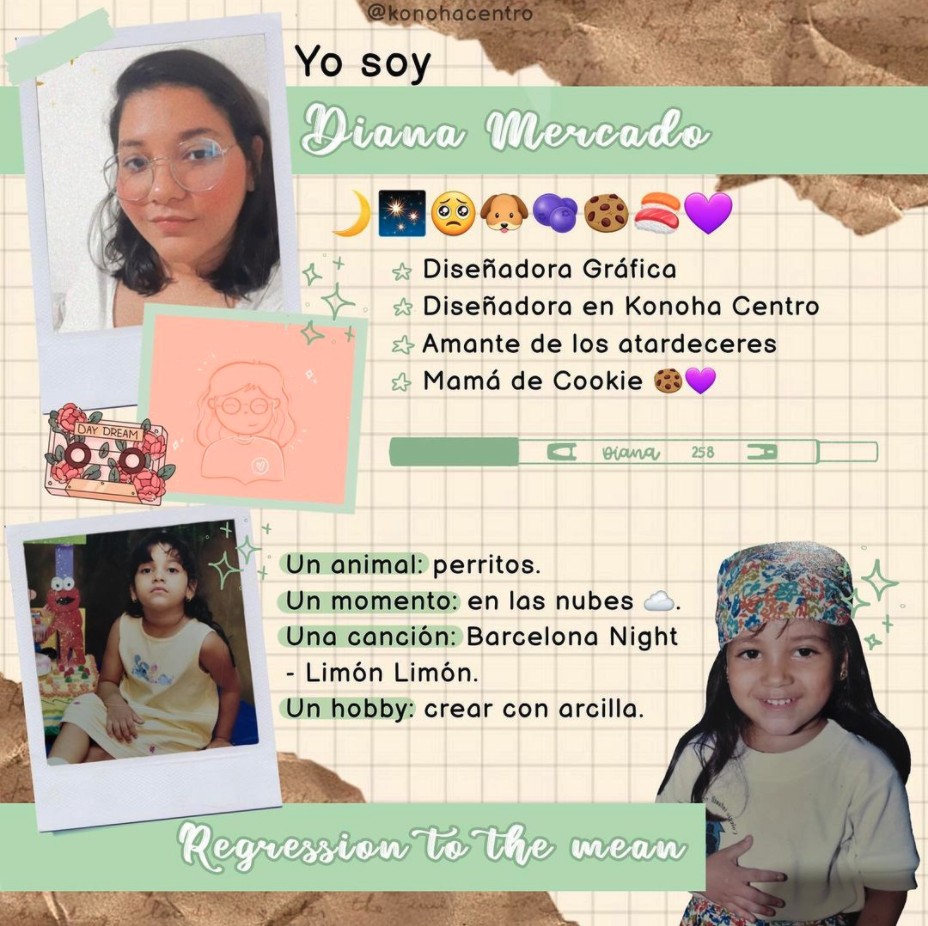 @konohacentro
Yo soy
Diana Mercado
🌙🎇🥺🐶🫐🍪🍣💜
Diseñadora Gráfica
Diseñadora en Konoha Centro
Amante de los atardeceres
Mamá de Cookie 🍪💜
DAY DREAM
Diana 258
Un animal: perritos.
Un momento: en las nubes ☁️.
Una canción: Barcelona Night
- Limón Limón.
Un hobby: crear con arcilla.
Regression to the mean